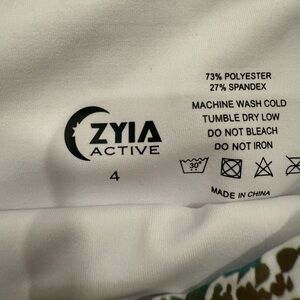 ZYIA
ACTIVE
4
73% POLYESTER
27% SPANDEX
MACHINE WASH COLD
TUMBLE DRY LOW
DO NOT BLEACH
DO NOT IRON
30°
MADE IN CHINA